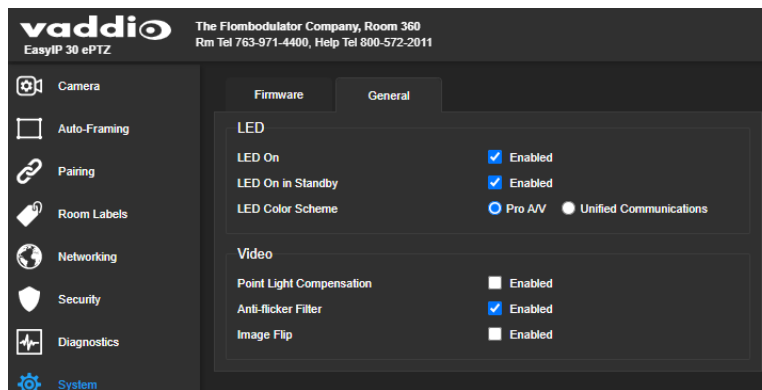 vaddio
EasyIP 30 ePTZ
The Flombodulator Company, Room 360
Rm Tel 763-971-4400, Help Tel 800-572-2011
Camera
Auto-Framing
Pairing
Room Labels
Networking
Security
Diagnostics
System
Firmware General
LED
LED On Enabled
LED On in Standby Enabled
LED Color Scheme Pro A/V Unified Communications
Video
Point Light Compensation Enabled
Anti-flicker Filter Enabled
Image Flip Enabled